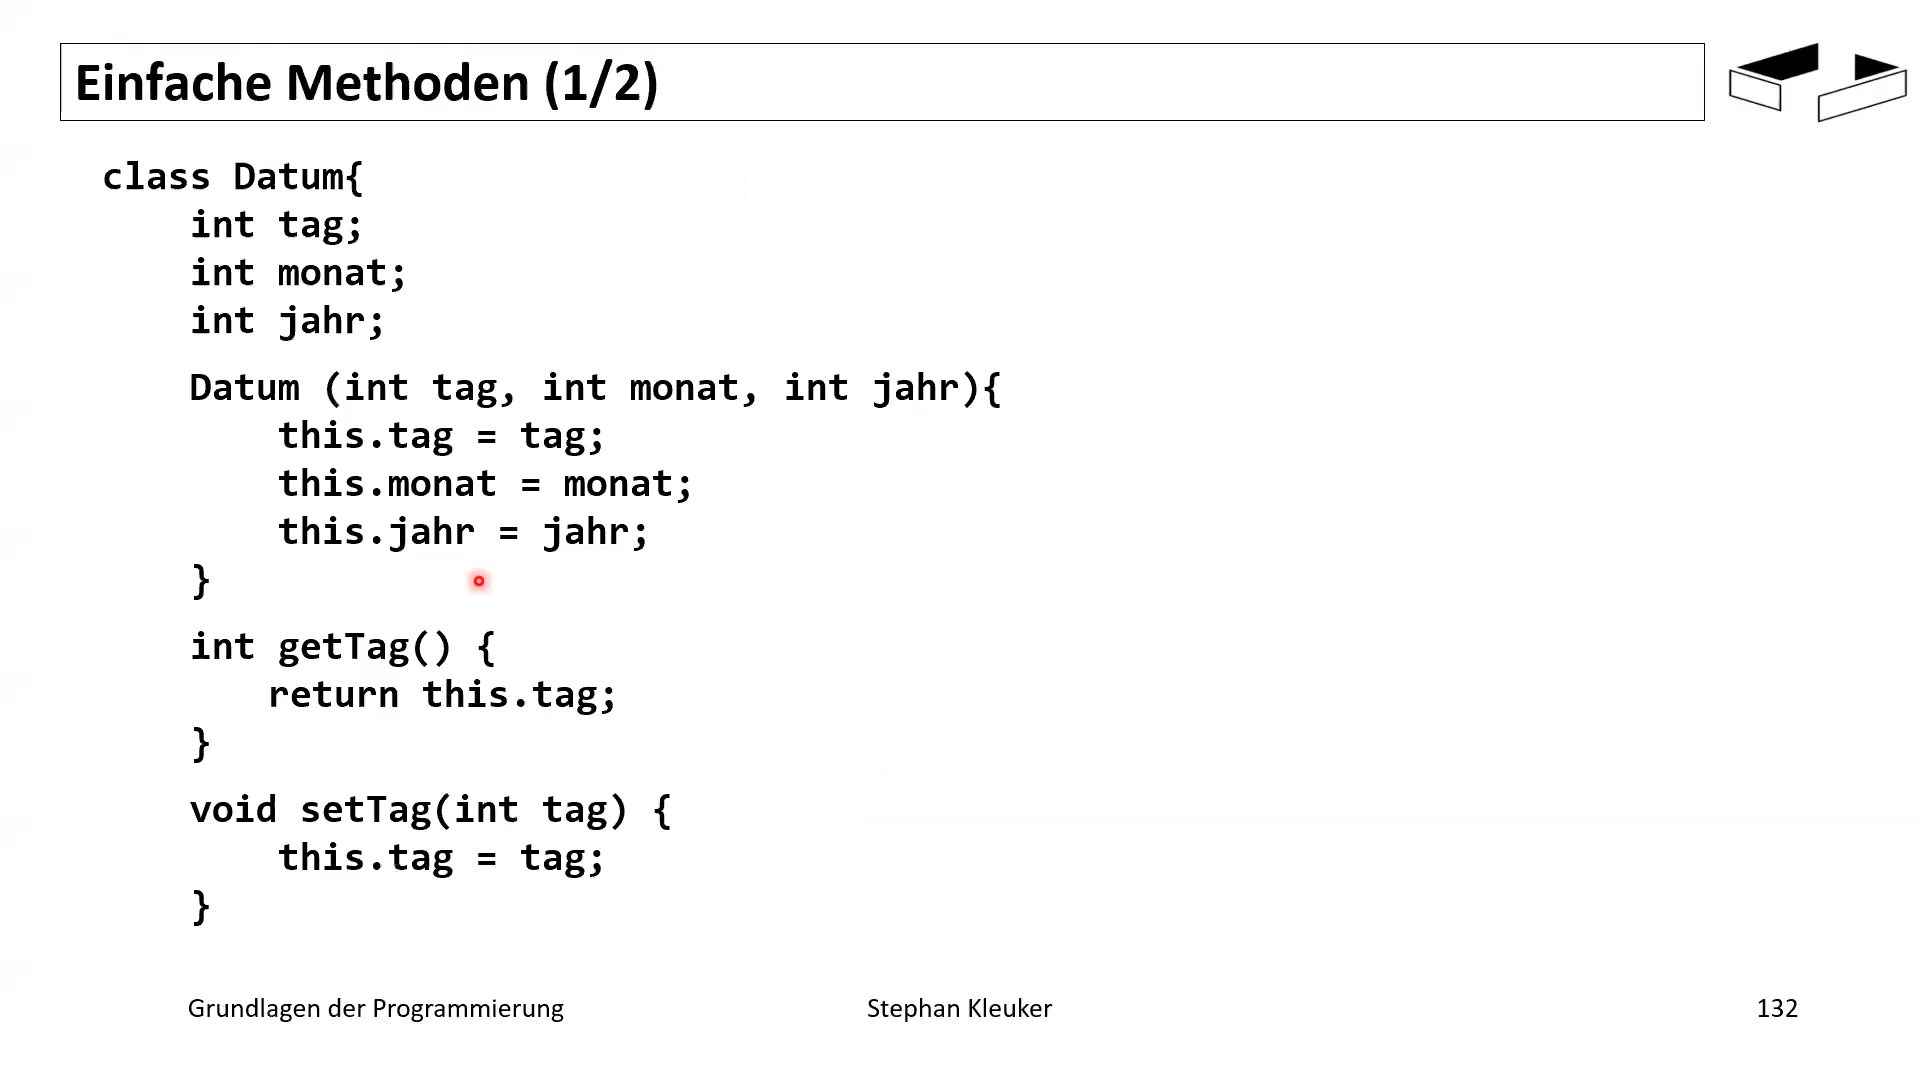 Einfache Methoden (1/2)
class Datum{
int tag;
int monat;
int jahr;
Datum (int tag, int monat, int jahr){
this.tag = tag;
this.monat = monat;
this.jahr = jahr;
}
int getTag() {
return this.tag;
}
void setTag(int tag) {
this.tag = tag;
}
Grundlagen der Programmierung
Stephan Kleuker
132